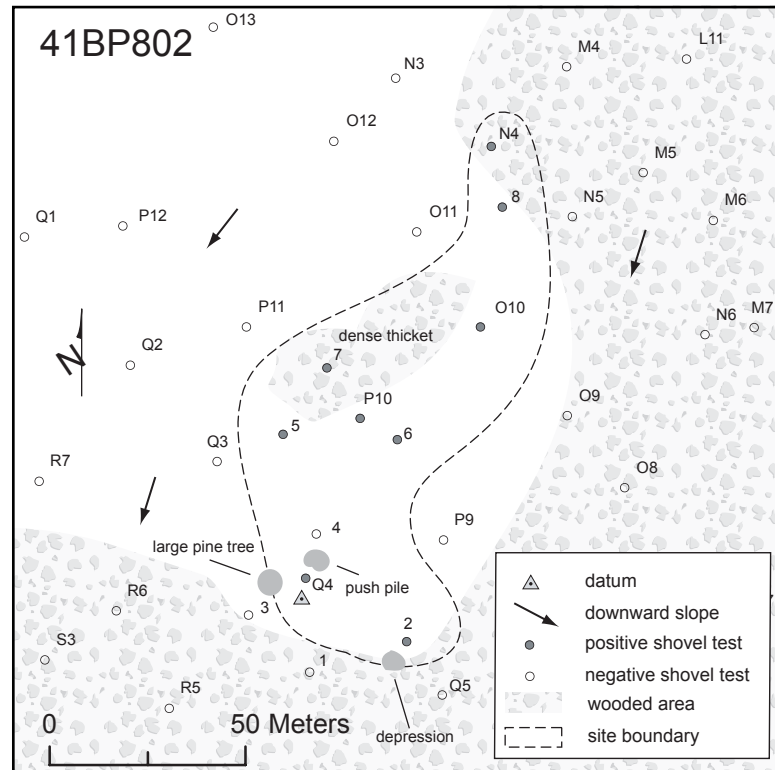 41BP802
O13
M4
L11
N3
O12
N4
M5
8
N5
M6
Q1
P12
O11
P11
O10
N6
M7
dense thicket
N
Q2
7
P10
O9
5
6
Q3
R7
O8
4
P9
large pine tree
Q4
push pile
R6
3
2
S3
1
R5
Q5
depression
0 50 Meters
datum
downward slope
positive shovel test
negative shovel test
wooded area
site boundary